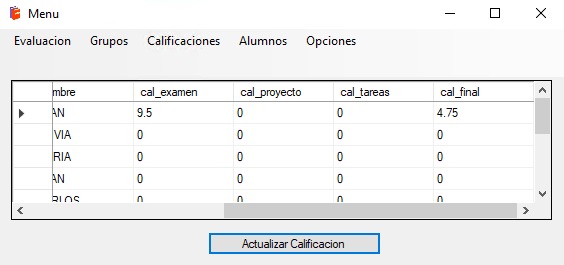 Menu
Evaluacion Grupos Calificaciones Alumnos Opciones
mbre cal_examen cal_proyecto cal_tareas cal_final
AN 9.5 0 0 4.75
VIA 0 0 0 0
RIA 0 0 0 0
AN 0 0 0 0
RLOS 0 0 0 0
Actualizar Calificacion